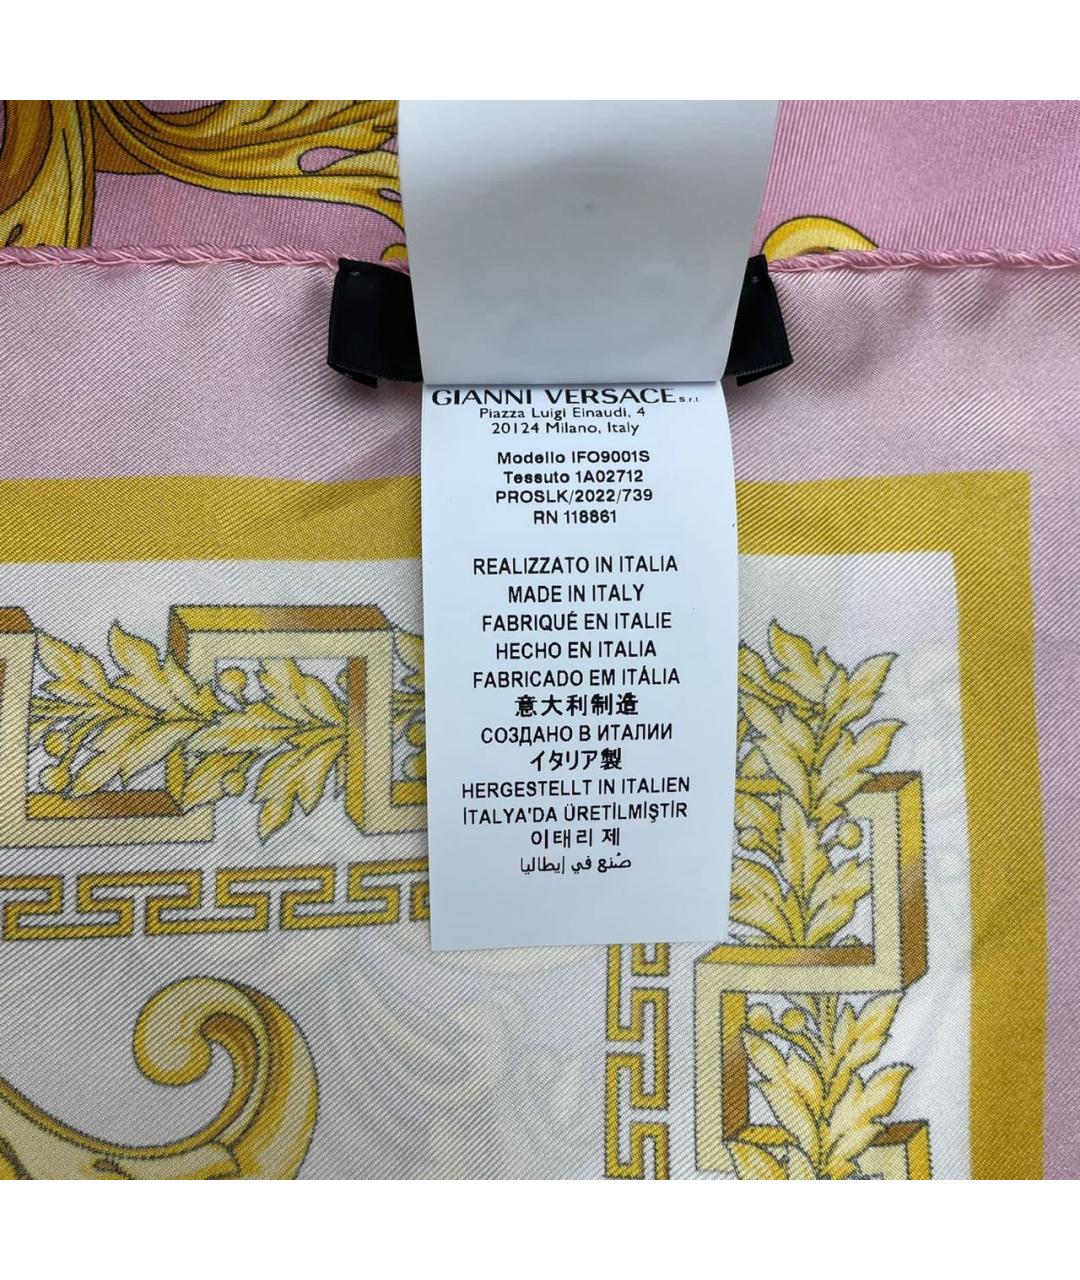 GIANNI VERSACE s.r.l.
Piazza Luigi Einaudi, 4
20124 Milano, Italy
Modello IFO9001S
Tessuto 1A02712
PROSLK/2022/739
RN 118861
REALIZZATO IN ITALIA
MADE IN ITALY
FABRIQUÉ EN ITALIE
HECHO EN ITALIA
FABRICADO EM ITÁLIA
意大利制造
СОЗДАНО В ИТАЛИИ
イタリア製
HERGESTELLT IN ITALIEN
İTALYA'DA ÜRETİLMİŞTİR
이태리 제
صُنع في إيطاليا